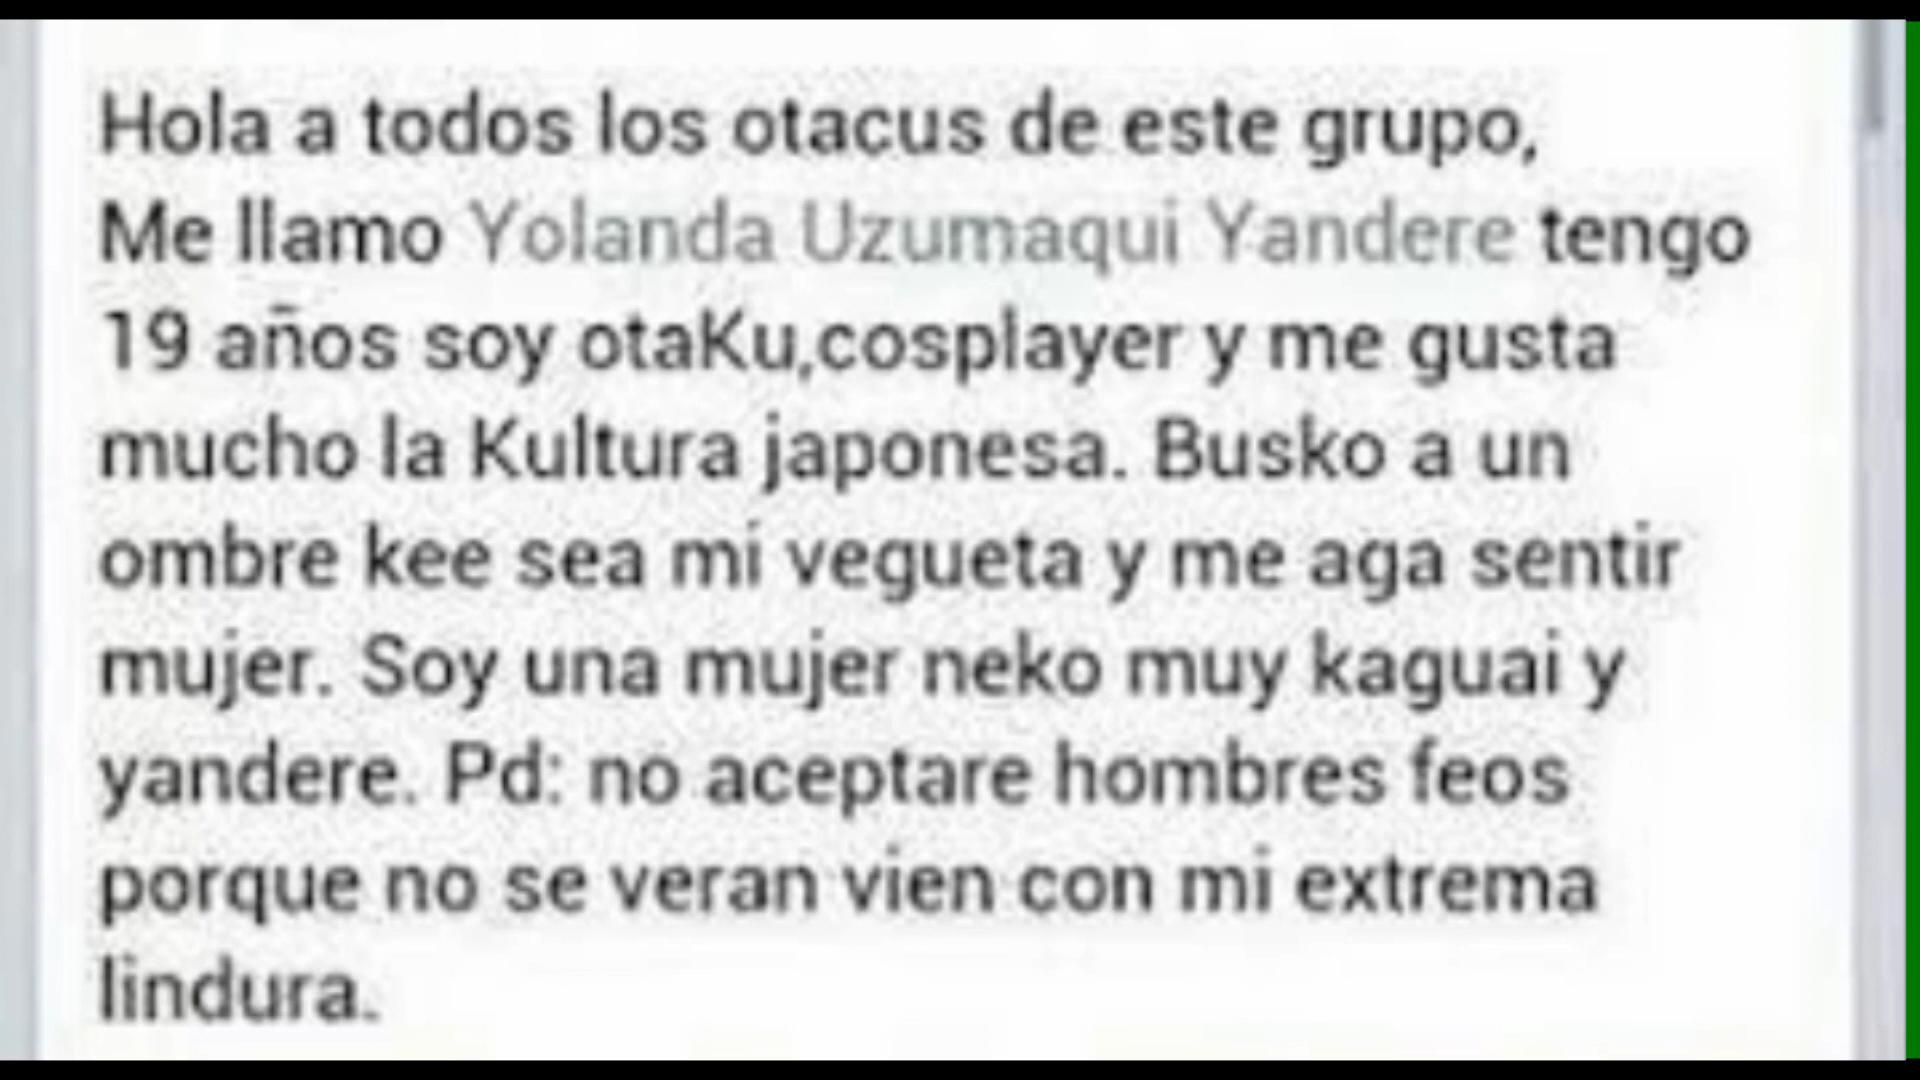 Hola a todos los otacus de este grupo,
Me llamo Yolanda Uzumaqui Yandere tengo
19 años soy otaKu,cosplayer y me gusta
mucho la Kultura japonesa. Busko a un
ombre kee sea mi vegueta y me aga sentir
mujer. Soy una mujer neko muy kaguai y
yandere. Pd: no aceptare hombres feos
porque no se veran vien con mi extrema
lindura.